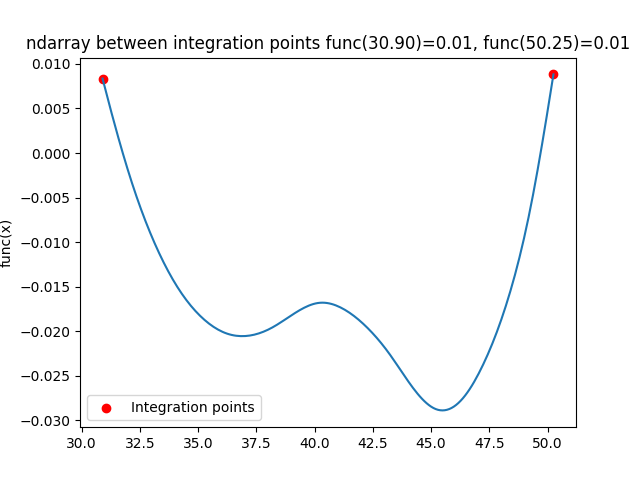 ndarray between integration points func(30.90)=0.01, func(50.25)=0.01
0.010
0.005
0.000
−0.005
−0.010
−0.015
−0.020
−0.025
−0.030
func(x)
Integration points
30.0 32.5 35.0 37.5 40.0 42.5 45.0 47.5 50.0